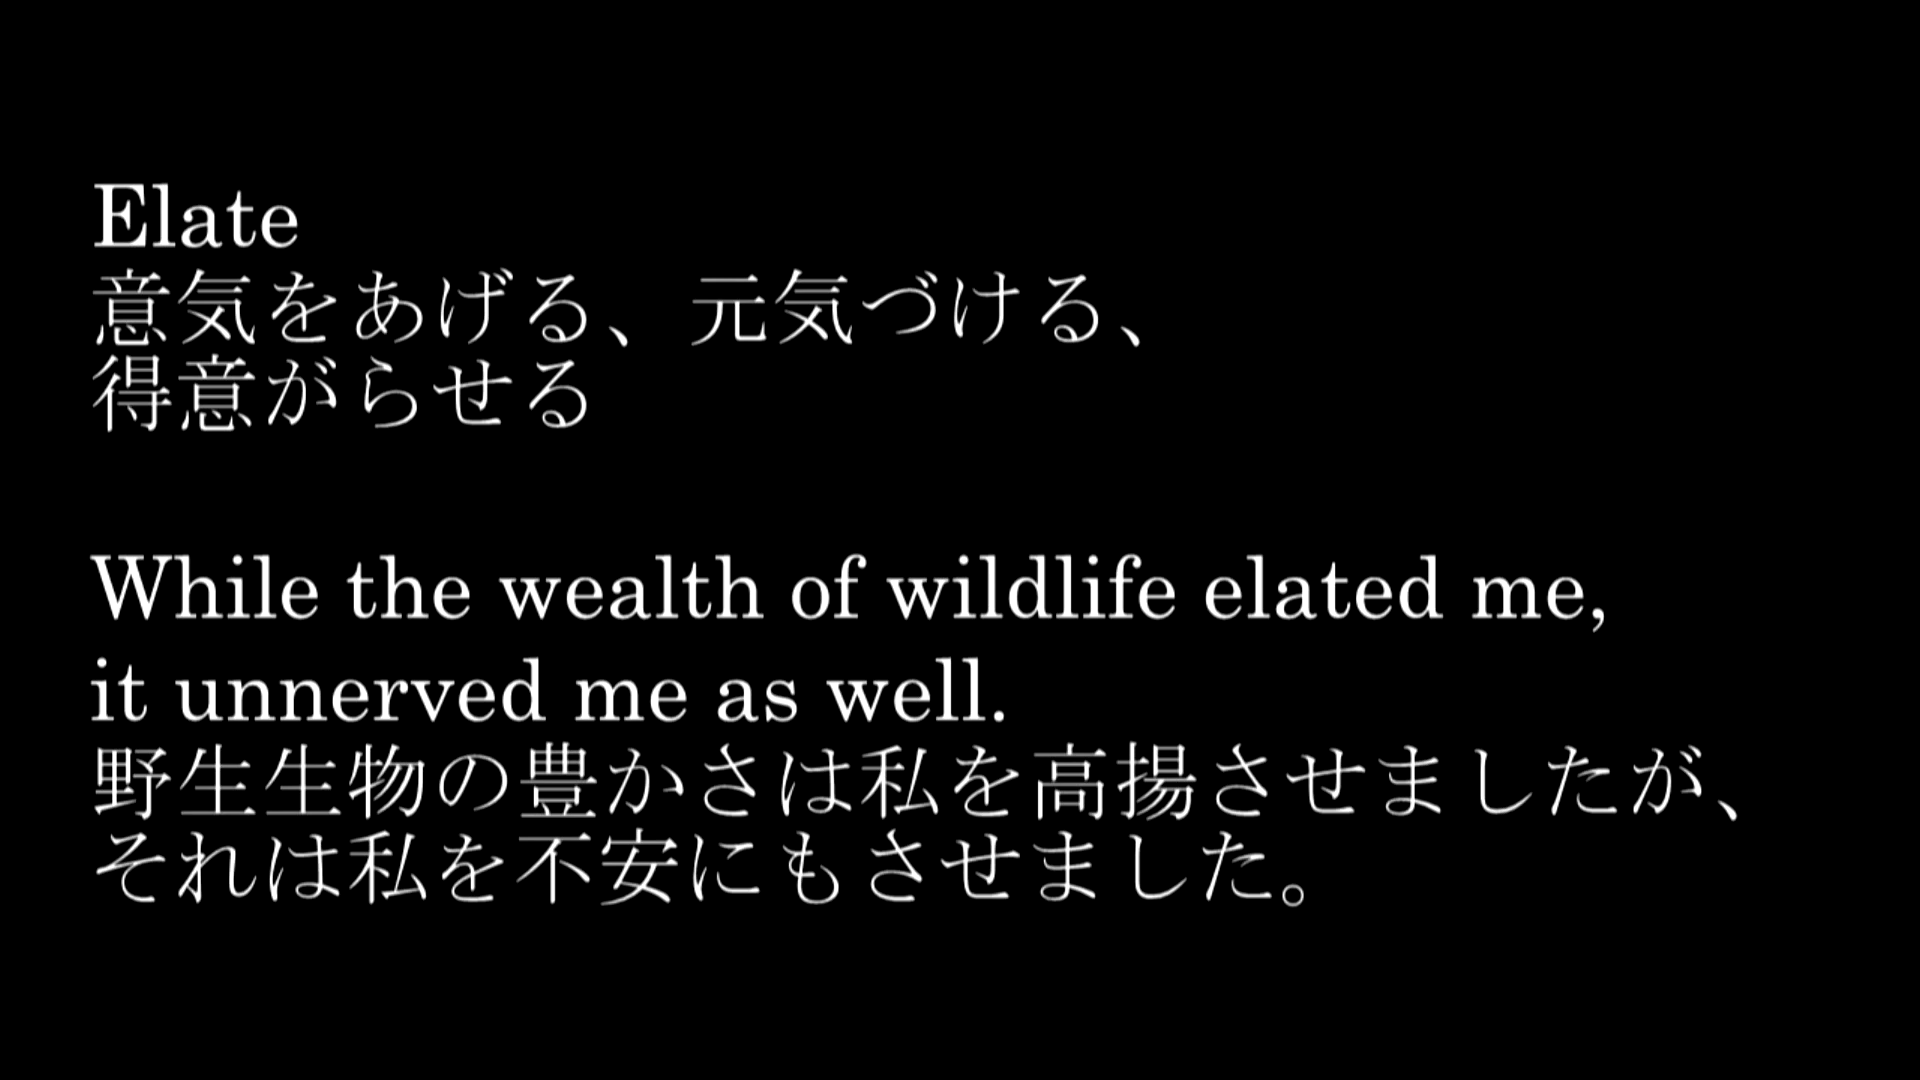 Elate
意気をあげる、元気づける、
得意がらせる
While the wealth of wildlife elated me,
it unnerved me as well.
野生生物の豊かさは私を高揚させましたが、
それは私を不安にもさせました。